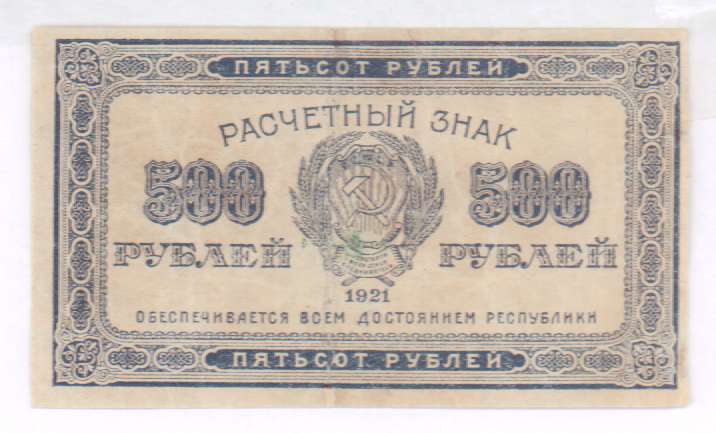 ПЯТЬСОТ РУБЛЕЙ
РАСЧЕТНЫЙ ЗНАК
500 500
РУБЛЕЙ РУБЛЕЙ
1921
ОБЕСПЕЧИВАЕТСЯ ВСЕМ ДОСТОЯНИЕМ РЕСПУБЛИКИ
ПЯТЬСОТ РУБЛЕЙ